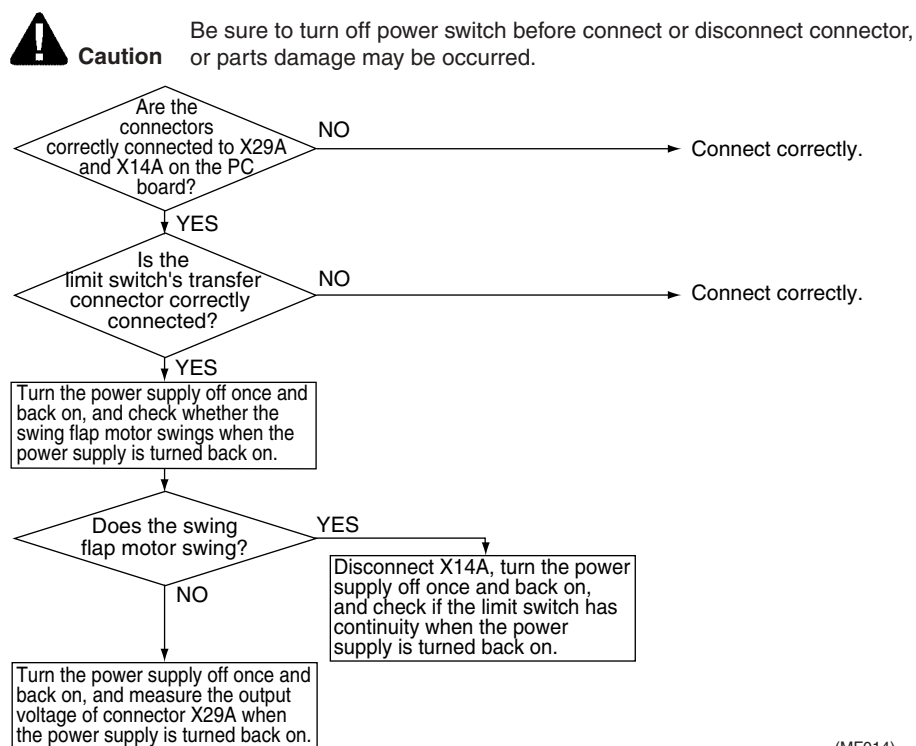 Be sure to turn off power switch before connect or disconnect connector,
Caution or parts damage may be occurred.
Are the
connectors
correctly connected to X29A
and X14A on the PC
board?
NO
Connect correctly.
YES
Is the
limit switch's transfer
connector correctly
connected?
NO
Connect correctly.
YES
Turn the power supply off once and
back on, and check whether the
swing flap motor swings when the
power supply is turned back on.
Does the swing
flap motor swing?
YES
Disconnect X14A, turn the power
supply off once and back on,
and check if the limit switch has
continuity when the power
supply is turned back on.
NO
Turn the power supply off once and
back on, and measure the output
voltage of connector X29A when
the power supply is turned back on.